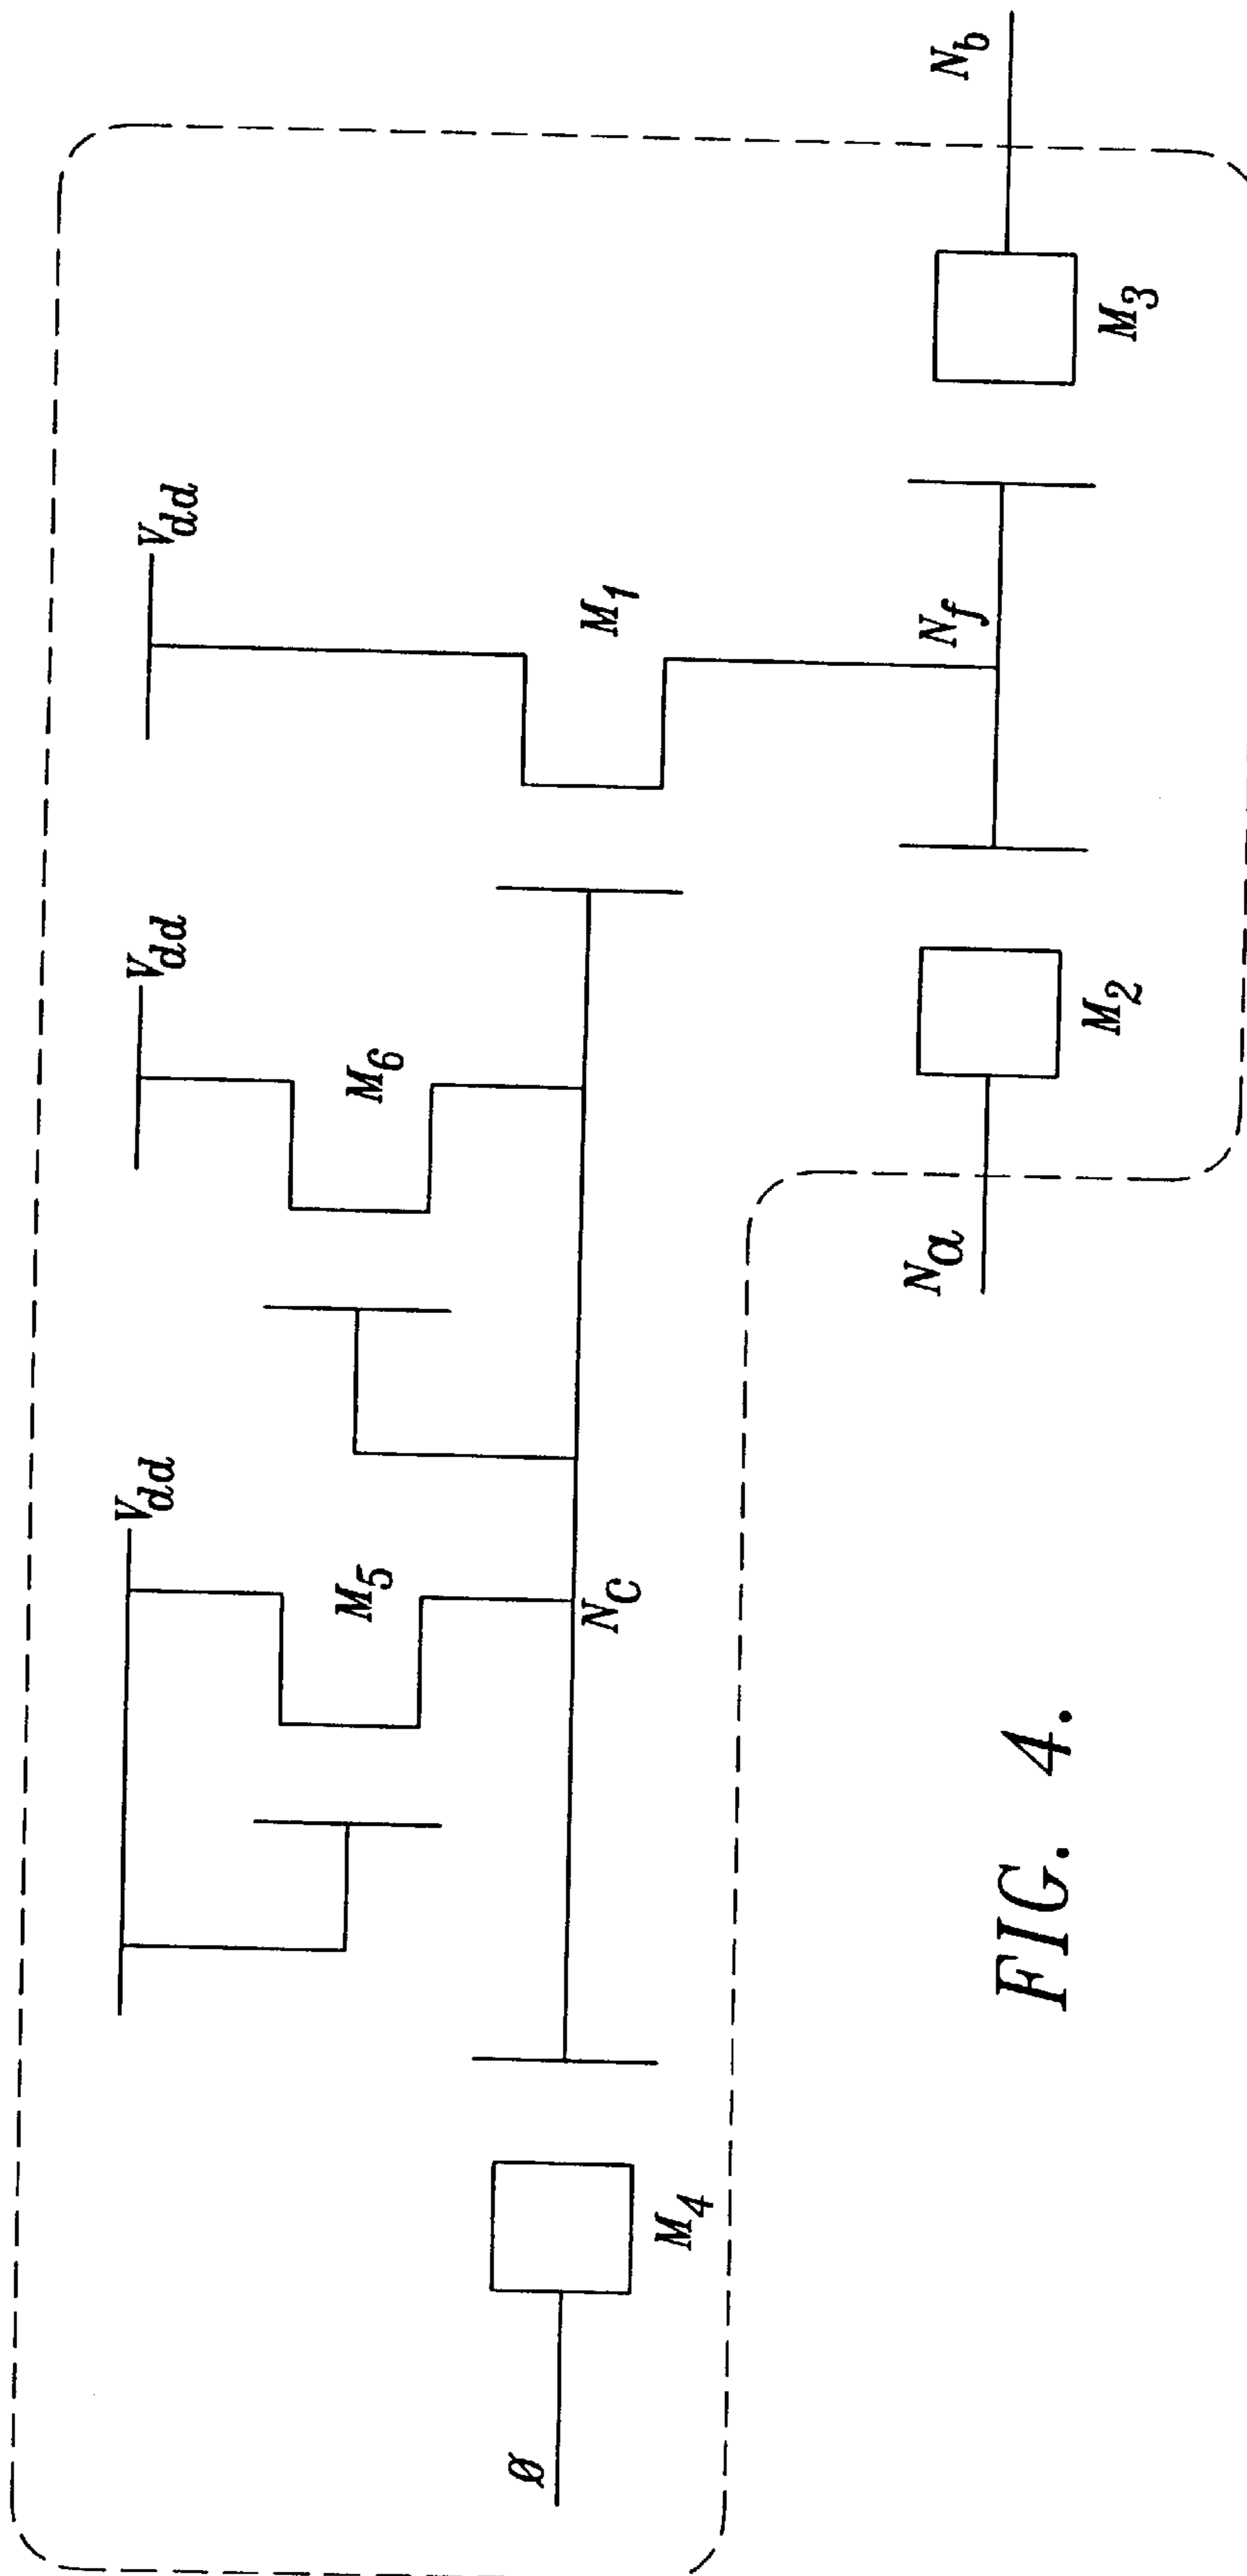 V_dd
V_dd
V_dd
M_5
M_6
M_1
N_c
N_f
N_b
Ø
M_4
N_a
M_2
M_3
FIG. 4.